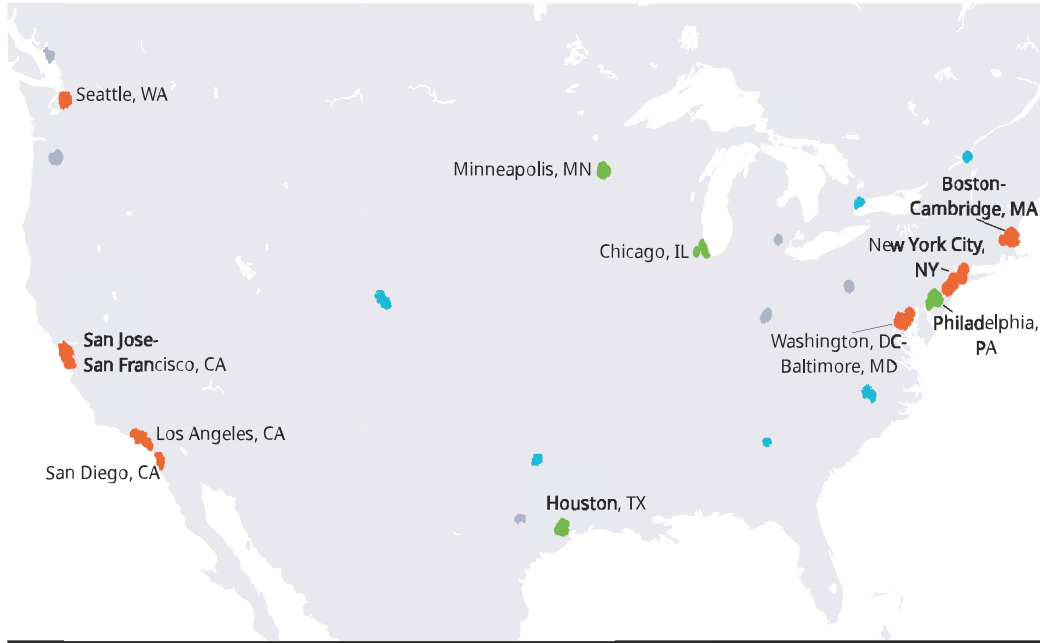 Seattle, WA
Minneapolis, MN
Boston-
Cambridge, MA
Chicago, IL
New York City,
NY
Philadelphia,
PA
Washington, DC-
Baltimore, MD
San Jose-
San Francisco, CA
Los Angeles, CA
San Diego, CA
Houston, TX